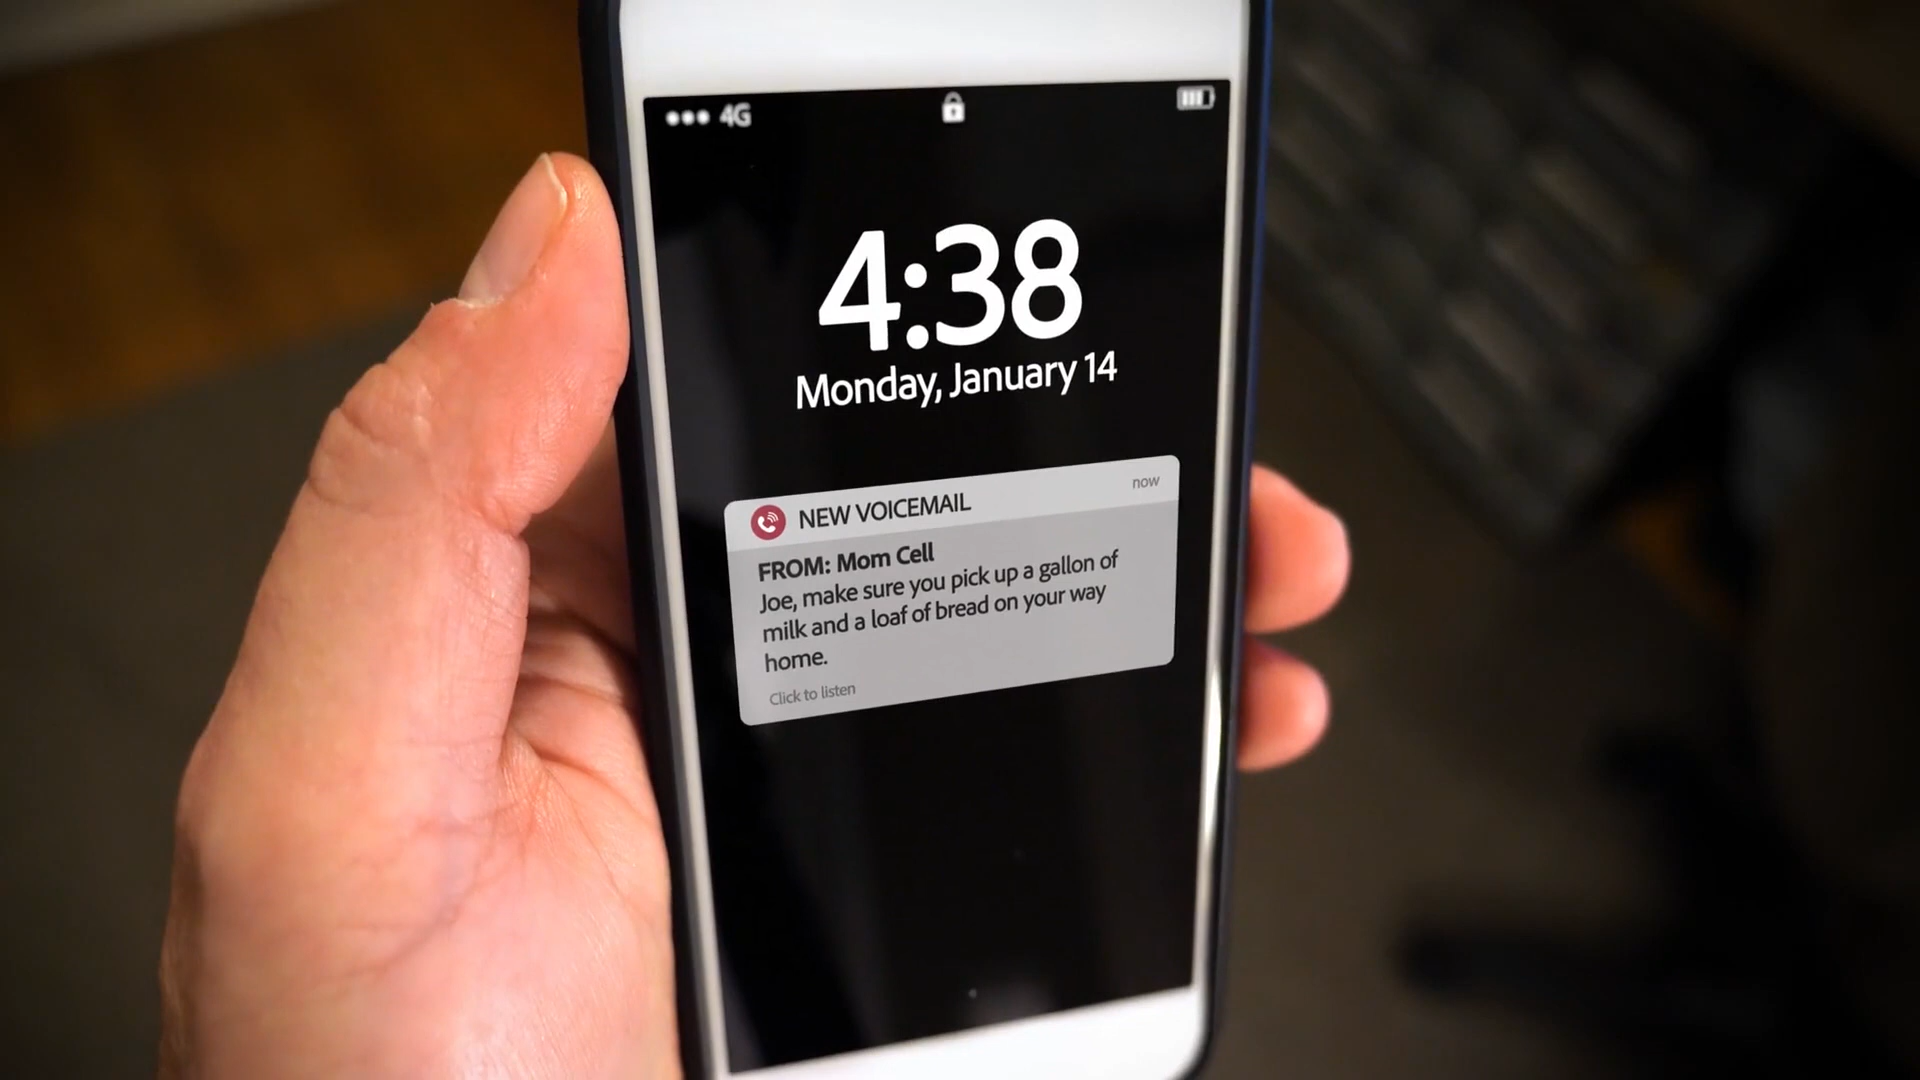 4G
4:38
Monday, January 14
NEW VOICEMAIL
now
FROM: Mom Cell
Joe, make sure you pick up a gallon of
milk and a loaf of bread on your way
home.
Click to listen